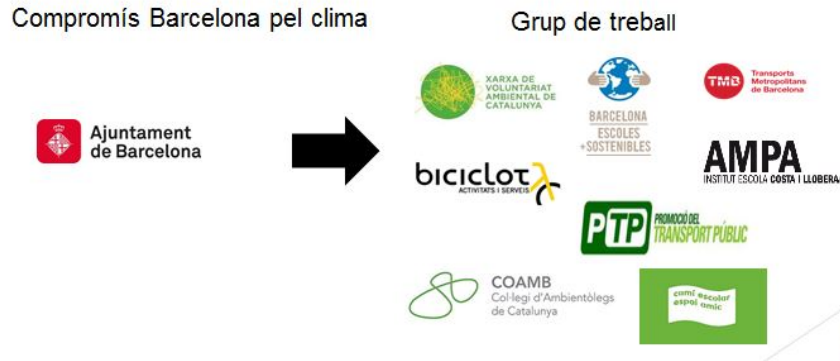 Compromís Barcelona pel clima
Grup de treball
Ajuntament
de Barcelona
XARXA DE
VOLUNTARIAT
AMBIENTAL DE
CATALUNYA
BARCELONA
ESCOLES
+SOSTENIBLES
TMB
Transports
Metropolitans
de Barcelona
biciclot
ACTIVITATS I SERVEIS
AMPA
INSTITUT ESCOLA COSTA I LLOBERA
PTP
PROMOCIÓ DEL
TRANSPORT PÚBLIC
COAMB
Col·legi d'Ambientòlegs
de Catalunya
camí escolar
espai amic